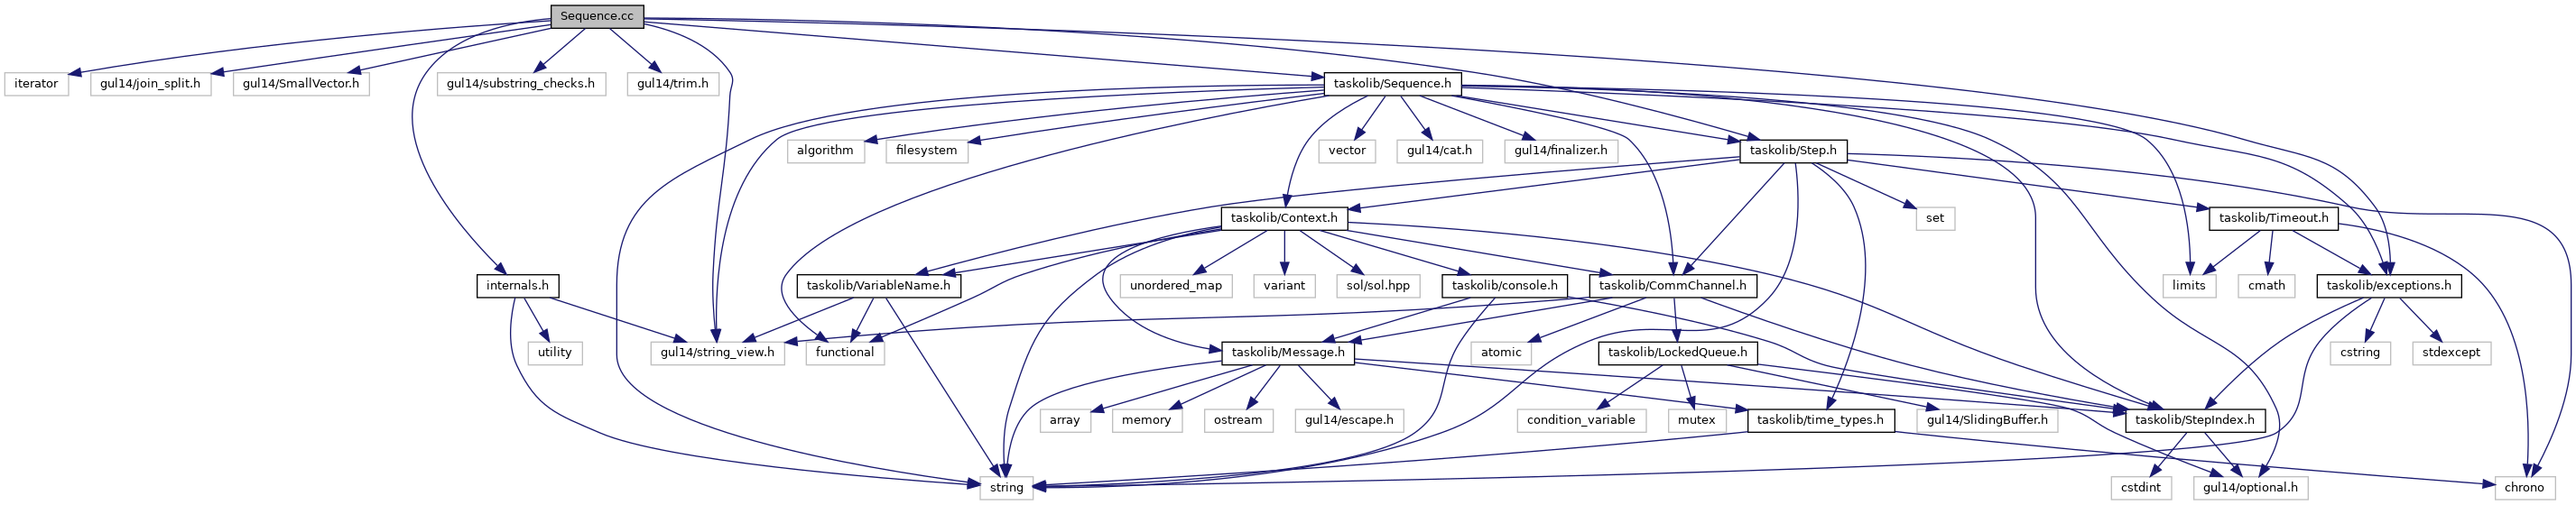 Sequence.cc
iterator
gul14/join_split.h
gul14/SmallVector.h
gul14/substring_checks.h
gul14/trim.h
taskolib/Sequence.h
algorithm
filesystem
vector
gul14/cat.h
gul14/finalizer.h
taskolib/Step.h
taskolib/Context.h
set
taskolib/Timeout.h
internals.h
taskolib/VariableName.h
unordered_map
variant
sol/sol.hpp
taskolib/console.h
taskolib/CommChannel.h
limits
cmath
taskolib/exceptions.h
utility
gul14/string_view.h
functional
taskolib/Message.h
atomic
taskolib/LockedQueue.h
cstring
stdexcept
array
memory
ostream
gul14/escape.h
taskolib/time_types.h
condition_variable
mutex
gul14/SlidingBuffer.h
taskolib/StepIndex.h
string
cstdint
gul14/optional.h
chrono